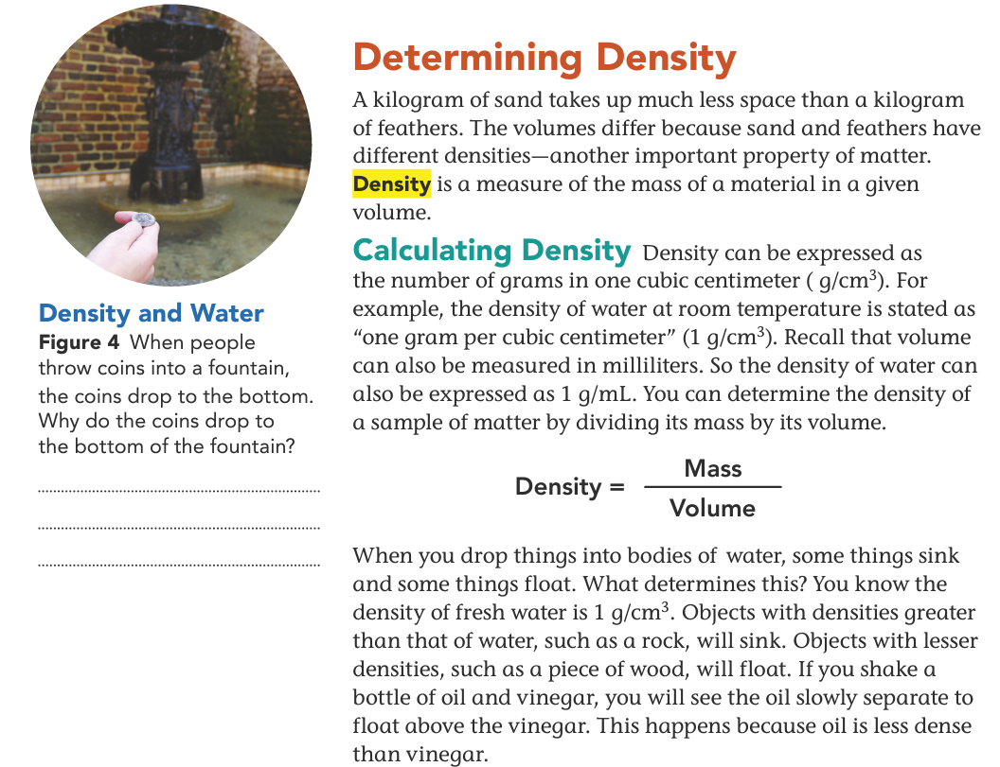 Determining Density
A kilogram of sand takes up much less space than a kilogram
of feathers. The volumes differ because sand and feathers have
different densities—another important property of matter.
Density is a measure of the mass of a material in a given
volume.
Calculating Density Density can be expressed as
the number of grams in one cubic centimeter ( g/cm³). For
example, the density of water at room temperature is stated as
“one gram per cubic centimeter” (1 g/cm³). Recall that volume
can also be measured in milliliters. So the density of water can
also be expressed as 1 g/mL. You can determine the density of
a sample of matter by dividing its mass by its volume.
Density = Mass
Volume
When you drop things into bodies of water, some things sink
and some things float. What determines this? You know the
density of fresh water is 1 g/cm³. Objects with densities greater
than that of water, such as a rock, will sink. Objects with lesser
densities, such as a piece of wood, will float. If you shake a
bottle of oil and vinegar, you will see the oil slowly separate to
float above the vinegar. This happens because oil is less dense
than vinegar.
Density and Water
Figure 4 When people
throw coins into a fountain,
the coins drop to the bottom.
Why do the coins drop to
the bottom of the fountain?